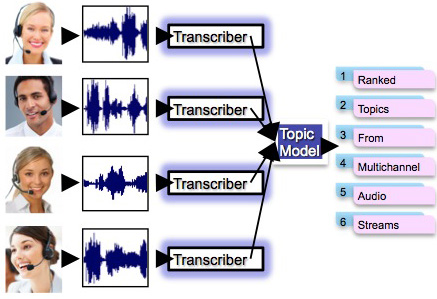 Transcriber
Transcriber
Transcriber
Transcriber
Topic
Model
1 Ranked
2 Topics
3 From
4 Multichannel
5 Audio
6 Streams